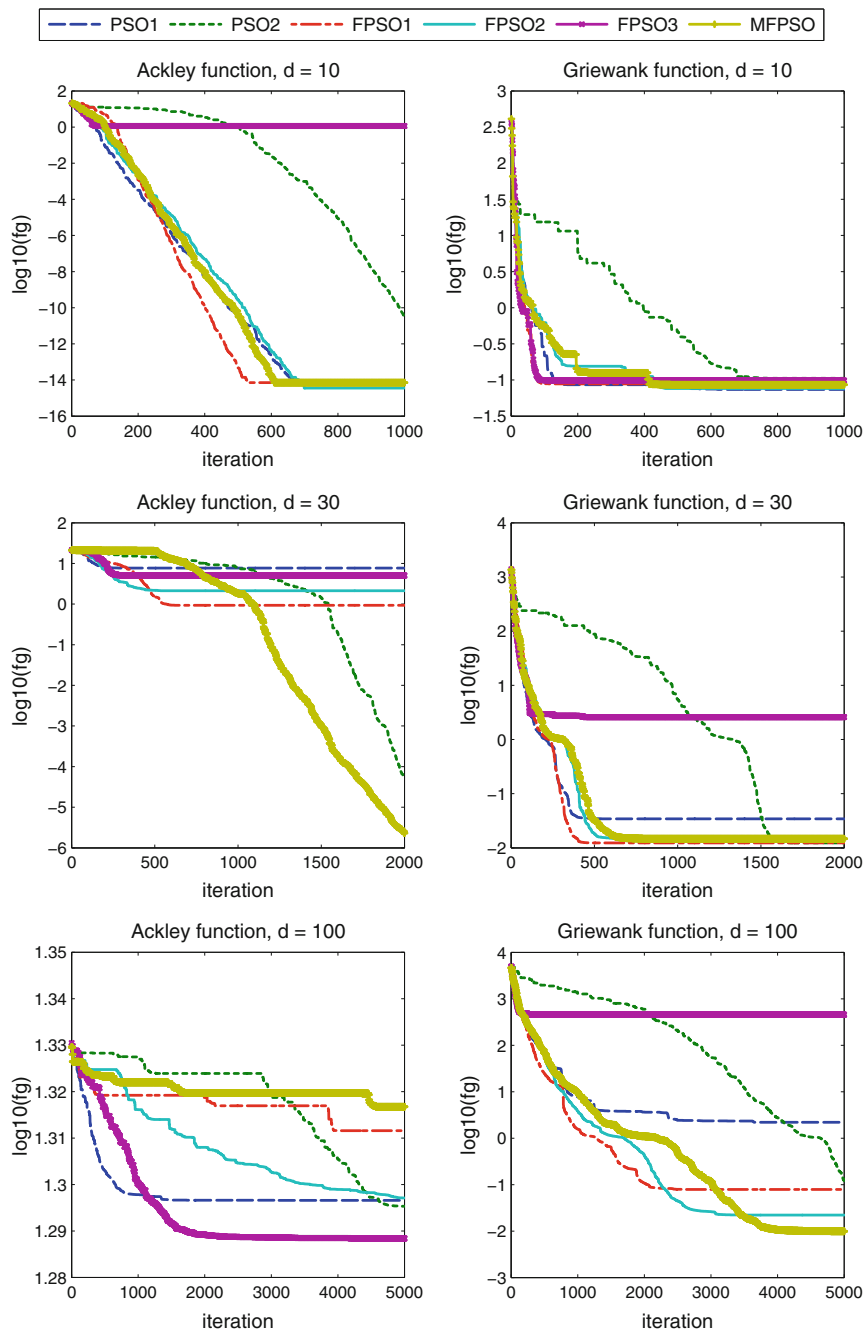 PSO1 PSO2 FPSO1 FPSO2 FPSO3 MFPSO
Ackley function, d = 10
2
0
−2
−4
−6
−8
−10
−12
−14
−16
log10(fg)
0 200 400 600 800 1000
iteration
Griewank function, d = 10
3
2.5
2
1.5
1
0.5
0
−0.5
−1
−1.5
log10(fg)
0 200 400 600 800 1000
iteration
Ackley function, d = 30
2
1
0
−1
−2
−3
−4
−5
−6
log10(fg)
0 500 1000 1500 2000
iteration
Griewank function, d = 30
4
3
2
1
0
−1
−2
log10(fg)
0 500 1000 1500 2000
iteration
Ackley function, d = 100
1.35
1.34
1.33
1.32
1.31
1.3
1.29
1.28
log10(fg)
0 1000 2000 3000 4000 5000
iteration
Griewank function, d = 100
4
3
2
1
0
−1
−2
−3
log10(fg)
0 1000 2000 3000 4000 5000
iteration